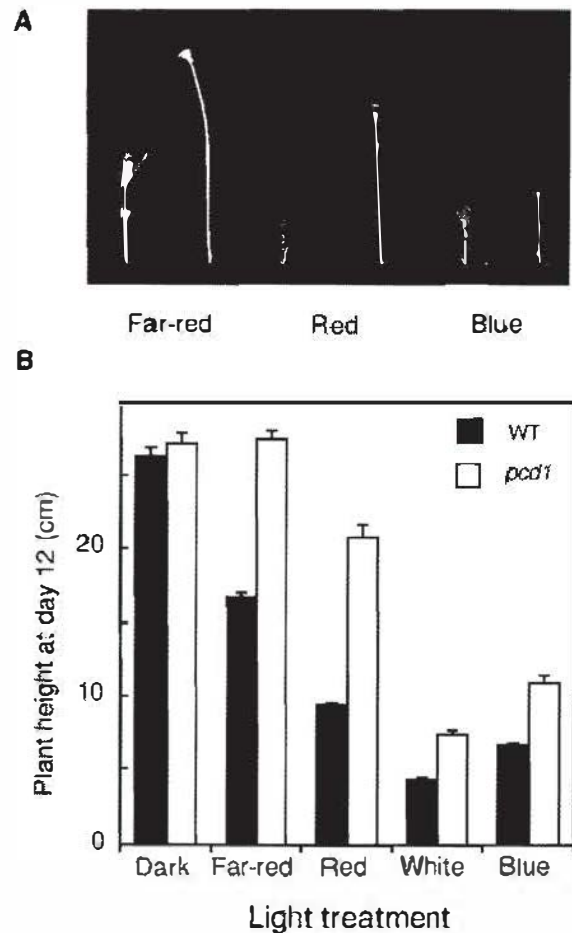 A
Far-red Red Blue
B
WT
pcd1
Plant height at day 12 (cm)
20
10
0
Dark Far-red Red White Blue
Light treatment